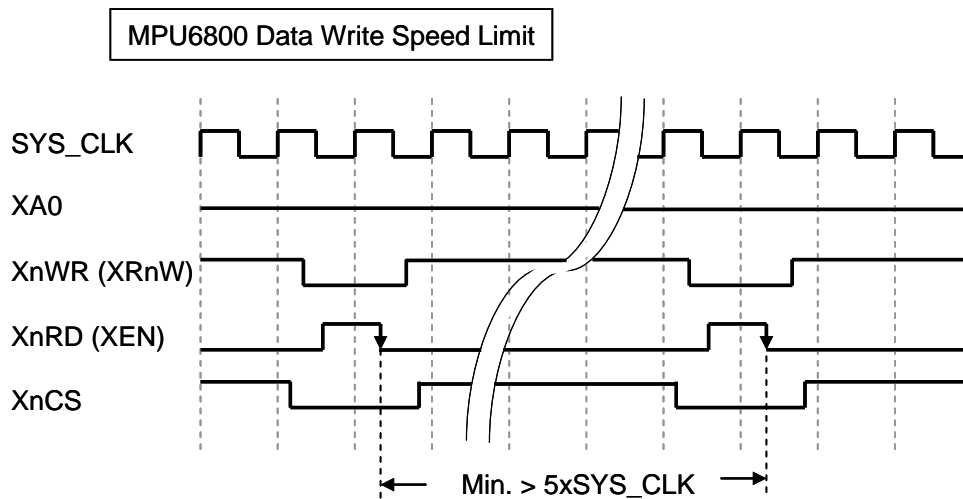 MPU6800 Data Write Speed Limit
SYS_CLK
XA0
XnWR (XRnW)
XnRD (XEN)
XnCS
Min. > 5xSYS_CLK